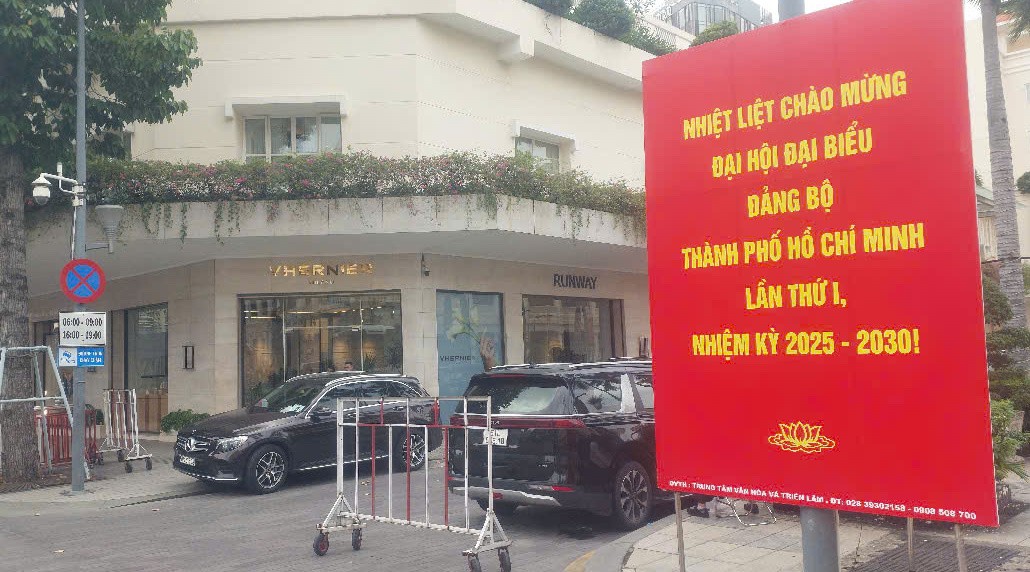 NHIỆT LIỆT CHÀO MỪNG
ĐẠI HỘI ĐẠI BIỂU
ĐẢNG BỘ
THÀNH PHỐ HỒ CHÍ MINH
LẦN THỨ I,
NHIỆM KỲ 2025 - 2030!
ĐVTH : TRUNG TÂM VĂN HÓA VÀ TRIỂN LÃM . ĐT: 028 39302158 - 0908 508 700
VHERNIER
RUNWAY
VHERNIER
06:00 - 09:00
16:00 - 19:00